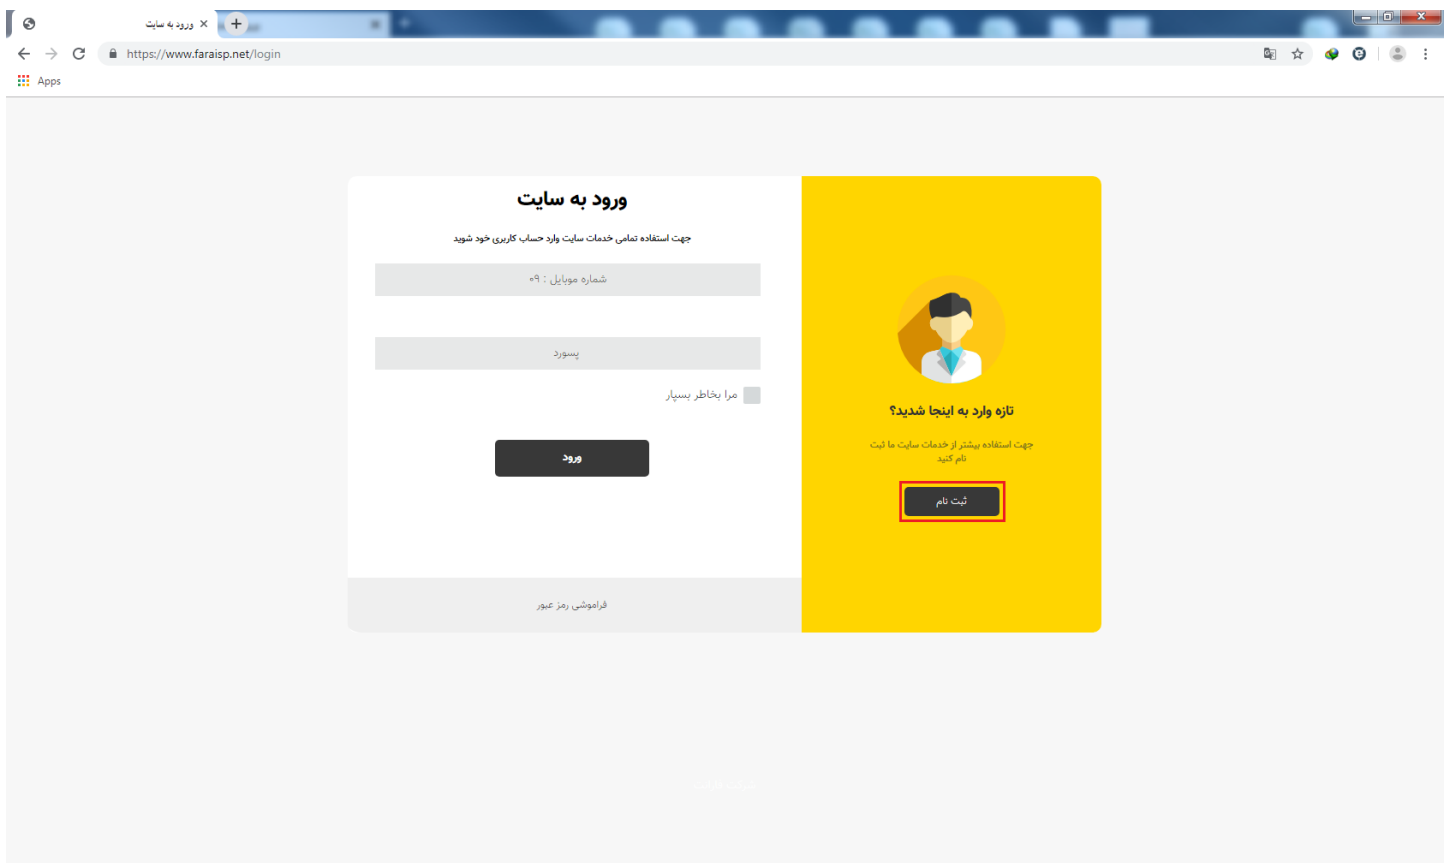 ورود به سایت
https://www.faraisp.net/login
Apps
ورود به سایت
جهت استفاده تمامی خدمات سایت وارد حساب کاربری خود شوید
شماره موبایل : ۰۹
پسورد
مرا بخاطر بسپار
ورود
فراموشی رمز عبور
تازه وارد به اینجا شدید؟
جهت استفاده بیشتر از خدمات سایت ما ثبت
نام کنید
ثبت نام